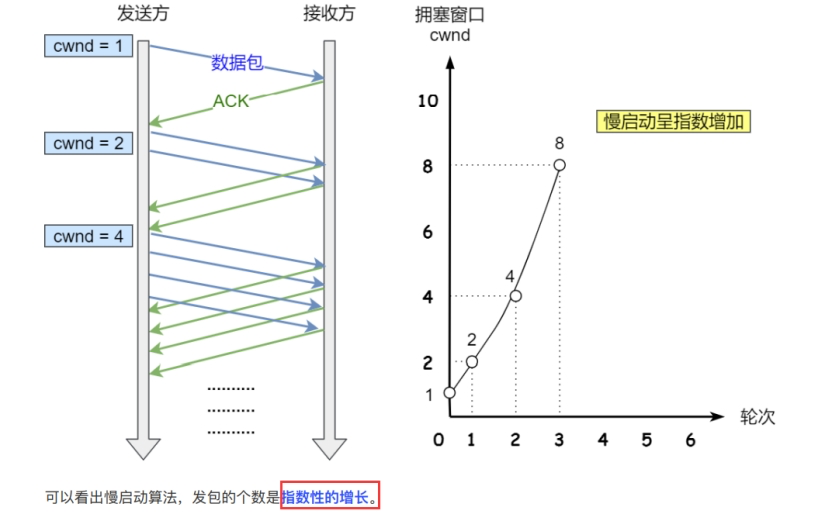 发送方
接收方
cwnd = 1
数据包
ACK
cwnd = 2
cwnd = 4
..........
..........
..........
拥塞窗口
cwnd
慢启动呈指数增加
10
8
8
6
4
4
2
2
1
0 1 2 3 4 5 6
轮次
可以看出慢启动算法，发包的个数是指数性的增长。